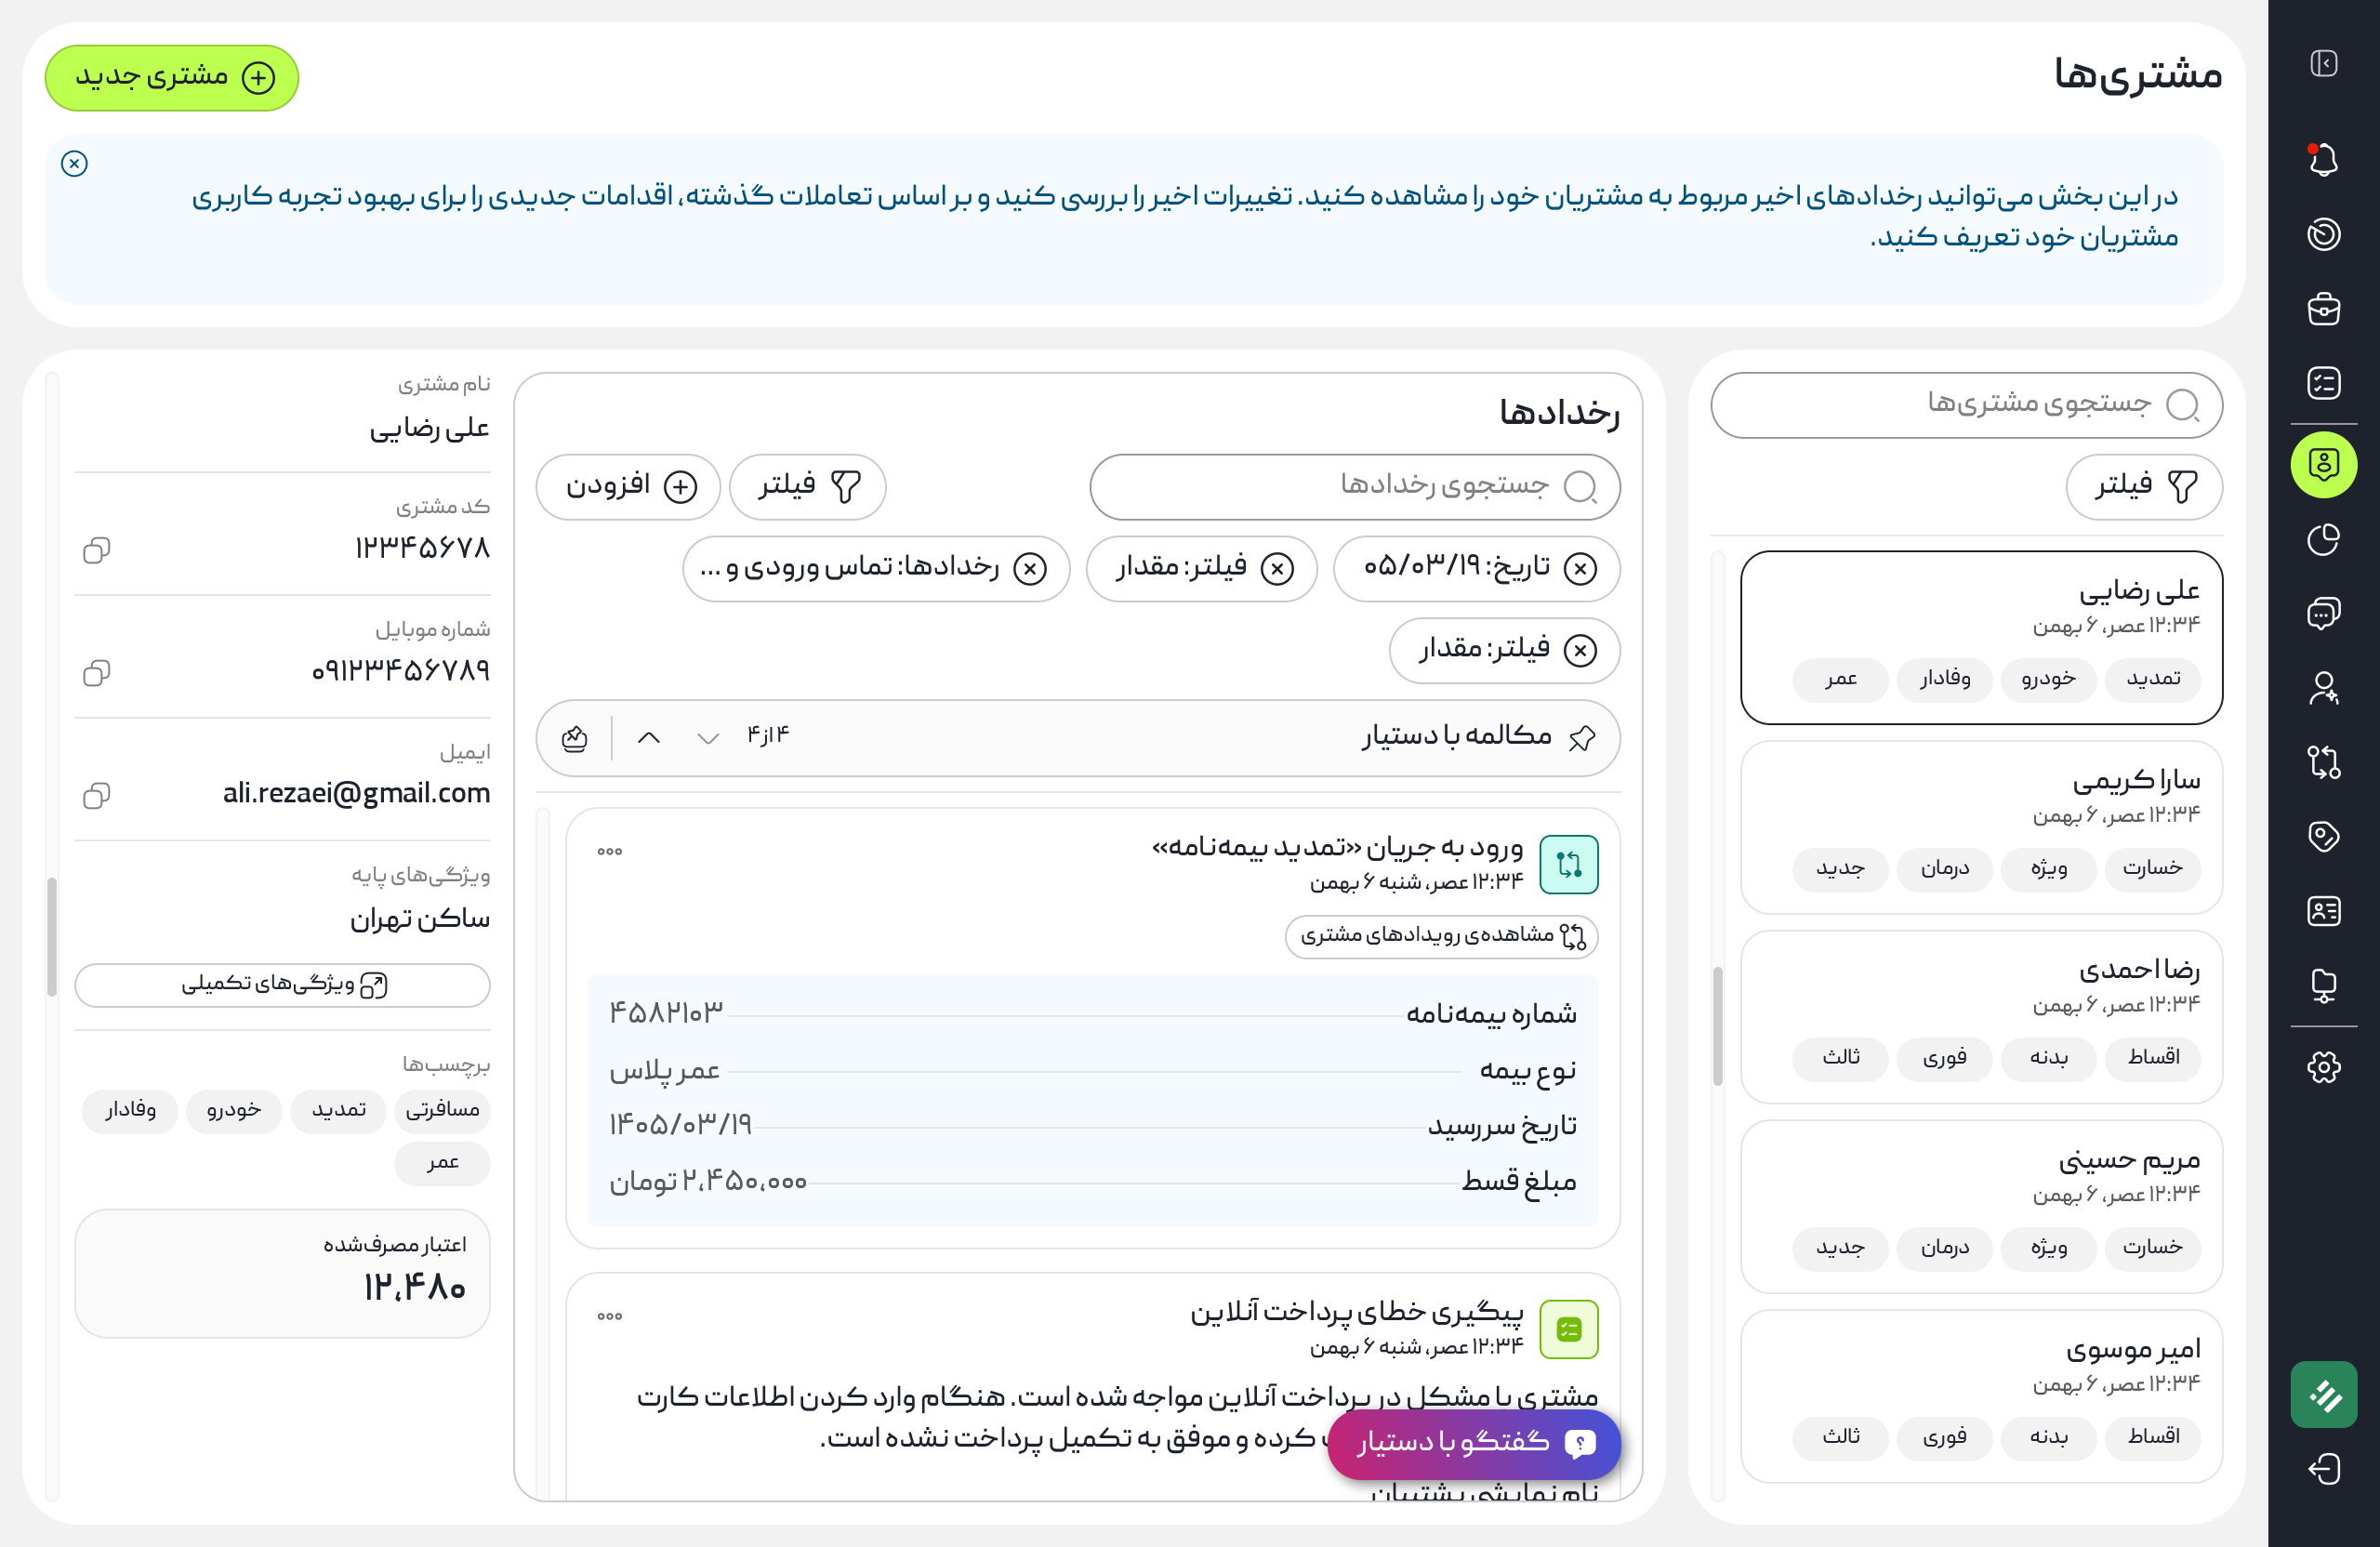 مشتری‌ها
مشتری جدید
در این بخش می‌توانید رخدادهای اخیر مربوط به مشتریان خود را مشاهده کنید. تغییرات اخیر را بررسی کنید و بر اساس تعاملات گذشته، اقدامات جدیدی را برای بهبود تجربه کاربری
مشتریان خود تعریف کنید.
جستجوی مشتری‌ها
فیلتر
علی رضایی
۱۲:۳۴ عصر، ۶ بهمن
تمدید خودرو وفادار عمر
سارا کریمی
۱۲:۳۴ عصر، ۶ بهمن
خسارت ویژه درمان جدید
رضا احمدی
۱۲:۳۴ عصر، ۶ بهمن
اقساط بدنه فوری ثالث
مریم حسینی
۱۲:۳۴ عصر، ۶ بهمن
خسارت ویژه درمان جدید
امیر موسوی
۱۲:۳۴ عصر، ۶ بهمن
اقساط بدنه فوری ثالث
رخدادها
جستجوی رخدادها
فیلتر
افزودن
تاریخ: ۰۵/۰۳/۱۹
فیلتر: مقدار
رخدادها: تماس ورودی و ...
فیلتر: مقدار
مکالمه با دستیار
۴ از ۴
ورود به جریان «تمدید بیمه‌نامه»
۱۲:۳۴ عصر، شنبه ۶ بهمن
مشاهده‌ی رویدادهای مشتری
شماره بیمه‌نامه ۴۵۸۲۱۰۳
نوع بیمه عمر پلاس
تاریخ سررسید ۱۴۰۵/۰۳/۱۹
مبلغ قسط ۲،۴۵۰،۰۰۰ تومان
پیگیری خطای پرداخت آنلاین
۱۲:۳۴ عصر، شنبه ۶ بهمن
مشتری با مشکل در پرداخت آنلاین مواجه شده است. هنگام وارد کردن اطلاعات کارت
کرده و موفق به تکمیل پرداخت نشده است.
گفتگو با دستیار
نام نمایشی پشتیبان
نام مشتری
علی رضایی
کد مشتری
۱۲۳۴۵۶۷۸
شماره موبایل
۰۹۱۲۳۴۵۶۷۸۹
ایمیل
ali.rezaei@gmail.com
ویژگی‌های پایه
ساکن تهران
ویژگی‌های تکمیلی
برچسب‌ها
مسافرتی تمدید خودرو وفادار
عمر
اعتبار مصرف‌شده
۱۲،۴۸۰